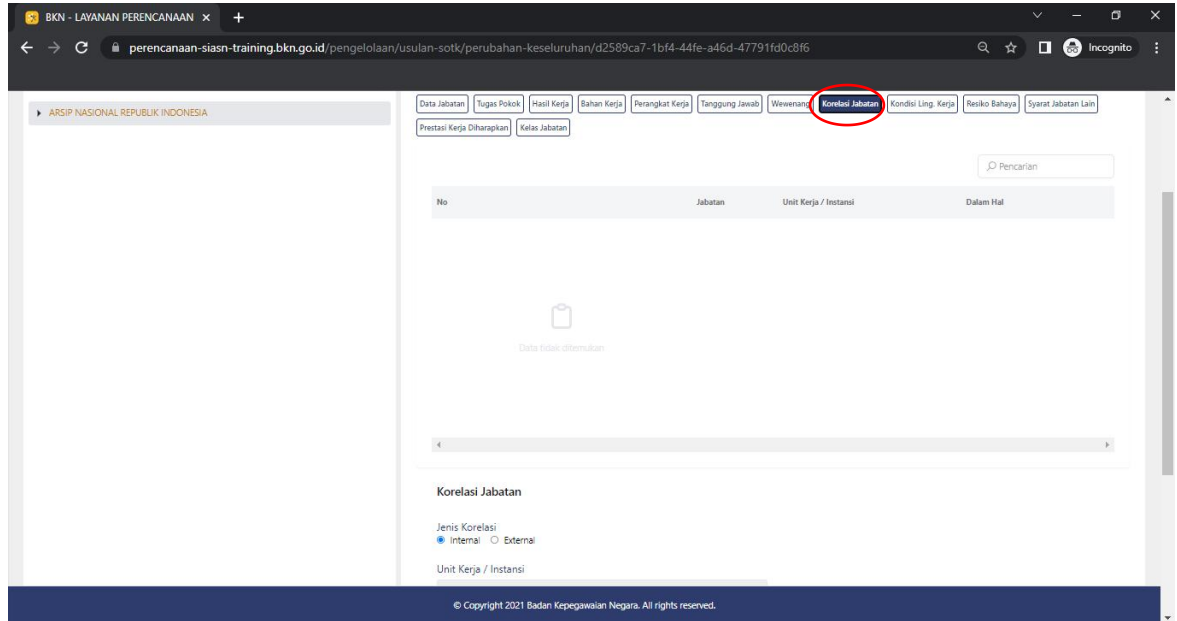 BKN - LAYANAN PERENCANAAN
perencanaan-siasn-training.bkn.go.id/pengelolaan/usulan-sotk/perubahan-keseluruhan/d2589ca7-1bf4-44fe-a46d-47791fd0c8f6
Incognito
ARSIP NASIONAL REPUBLIK INDONESIA
Data Jabatan Tugas Pokok Hasil Kerja Bahan Kerja Perangkat Kerja Tanggung Jawab Wewenang Korelasi Jabatan Kondisi Ling. Kerja Resiko Bahaya Syarat Jabatan Lain
Prestasi Kerja Diharapkan Kelas Jabatan
Pencarian
No Jabatan Unit Kerja / Instansi Dalam Hal
Data tidak ditemukan
Korelasi Jabatan
Jenis Korelasi
Internal External
Unit Kerja / Instansi
© Copyright 2021 Badan Kepegawaian Negara. All rights reserved.